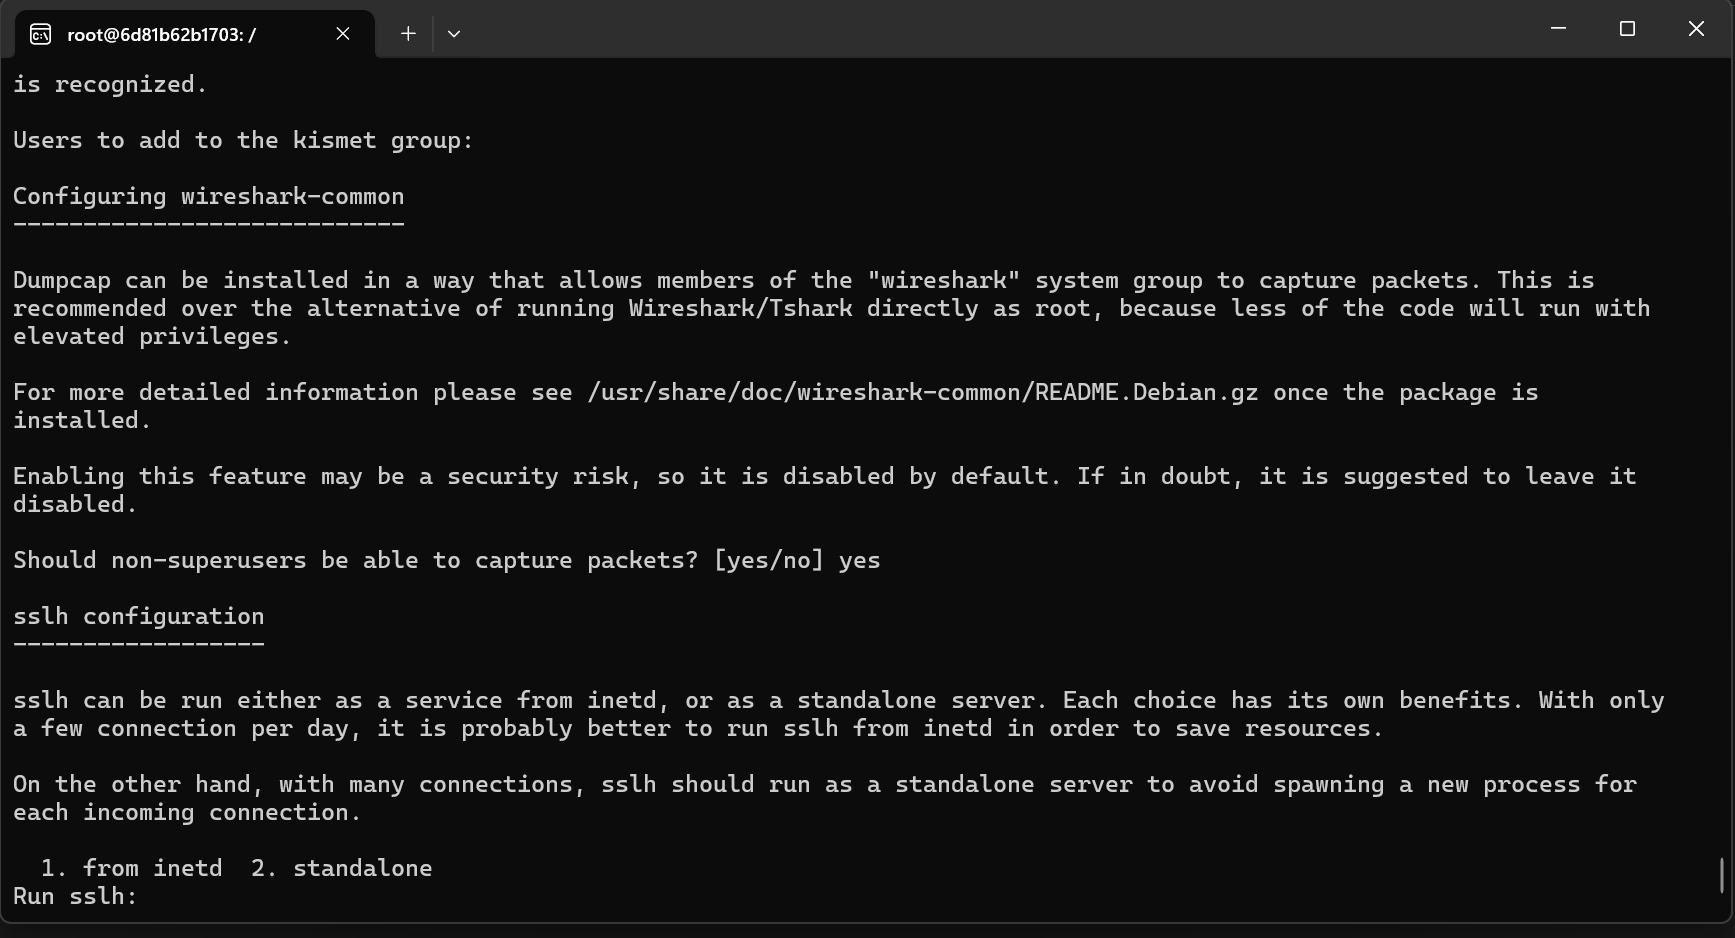 root@6d81b62b1703: /
is recognized.
Users to add to the kismet group:
Configuring wireshark-common
----------------------------
Dumpcap can be installed in a way that allows members of the "wireshark" system group to capture packets. This is
recommended over the alternative of running Wireshark/Tshark directly as root, because less of the code will run with
elevated privileges.
For more detailed information please see /usr/share/doc/wireshark-common/README.Debian.gz once the package is
installed.
Enabling this feature may be a security risk, so it is disabled by default. If in doubt, it is suggested to leave it
disabled.
Should non-superusers be able to capture packets? [yes/no] yes
sslh configuration
------------------
sslh can be run either as a service from inetd, or as a standalone server. Each choice has its own benefits. With only
a few connection per day, it is probably better to run sslh from inetd in order to save resources.
On the other hand, with many connections, sslh should run as a standalone server to avoid spawning a new process for
each incoming connection.
  1. from inetd  2. standalone
Run sslh: